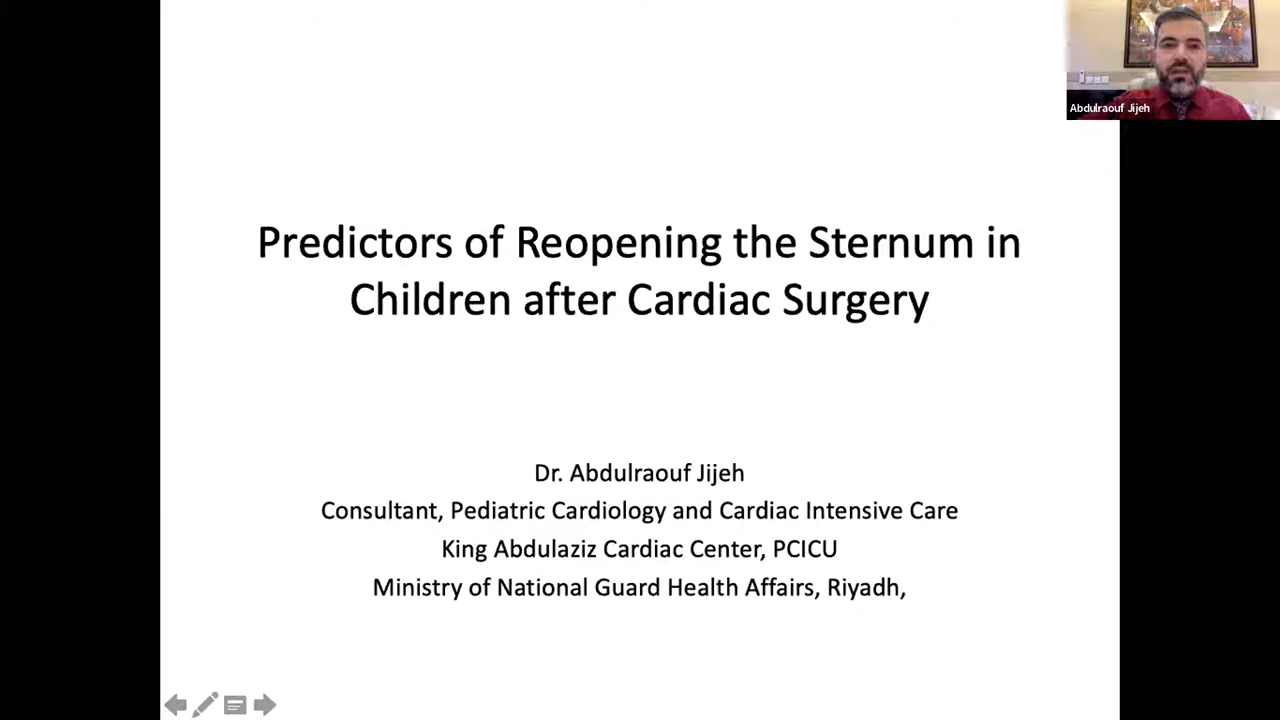 Abdulraouf Jijeh
Predictors of Reopening the Sternum in
Children after Cardiac Surgery
Dr. Abdulraouf Jijeh
Consultant, Pediatric Cardiology and Cardiac Intensive Care
King Abdulaziz Cardiac Center, PCICU
Ministry of National Guard Health Affairs, Riyadh,